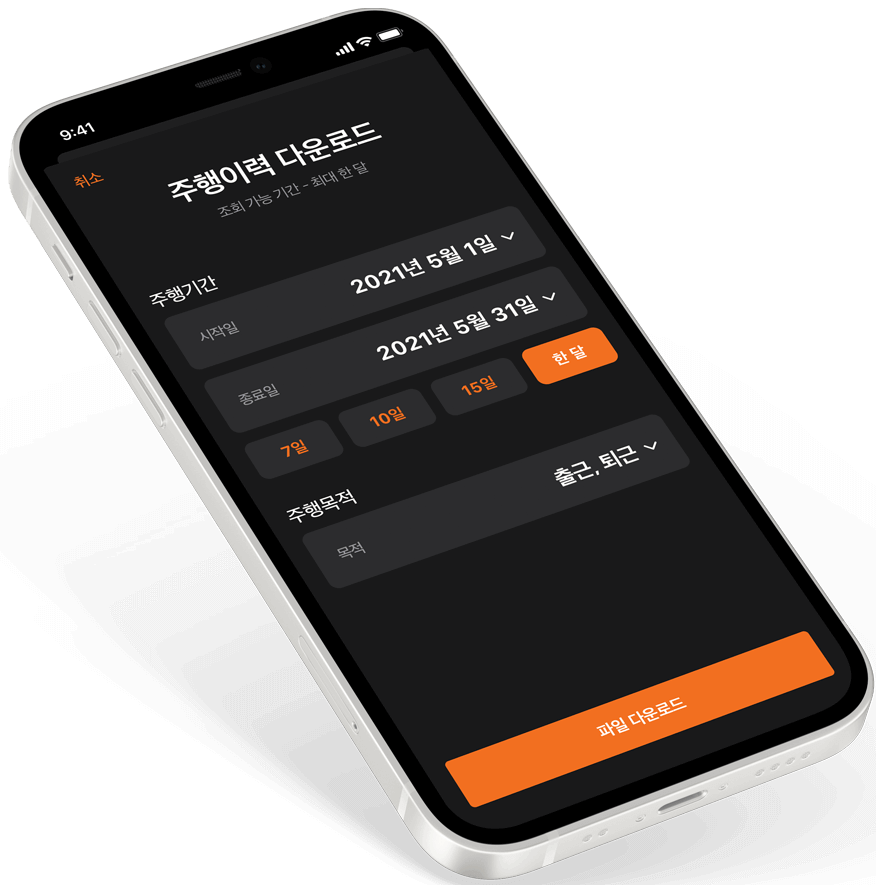 9:41
취소
주행이력 다운로드
조회 가능 기간 - 최대 한 달
주행기간
시작일 2021년 5월 1일
종료일 2021년 5월 31일
7일 10일 15일 한 달
주행목적
목적 출근, 퇴근
파일 다운로드